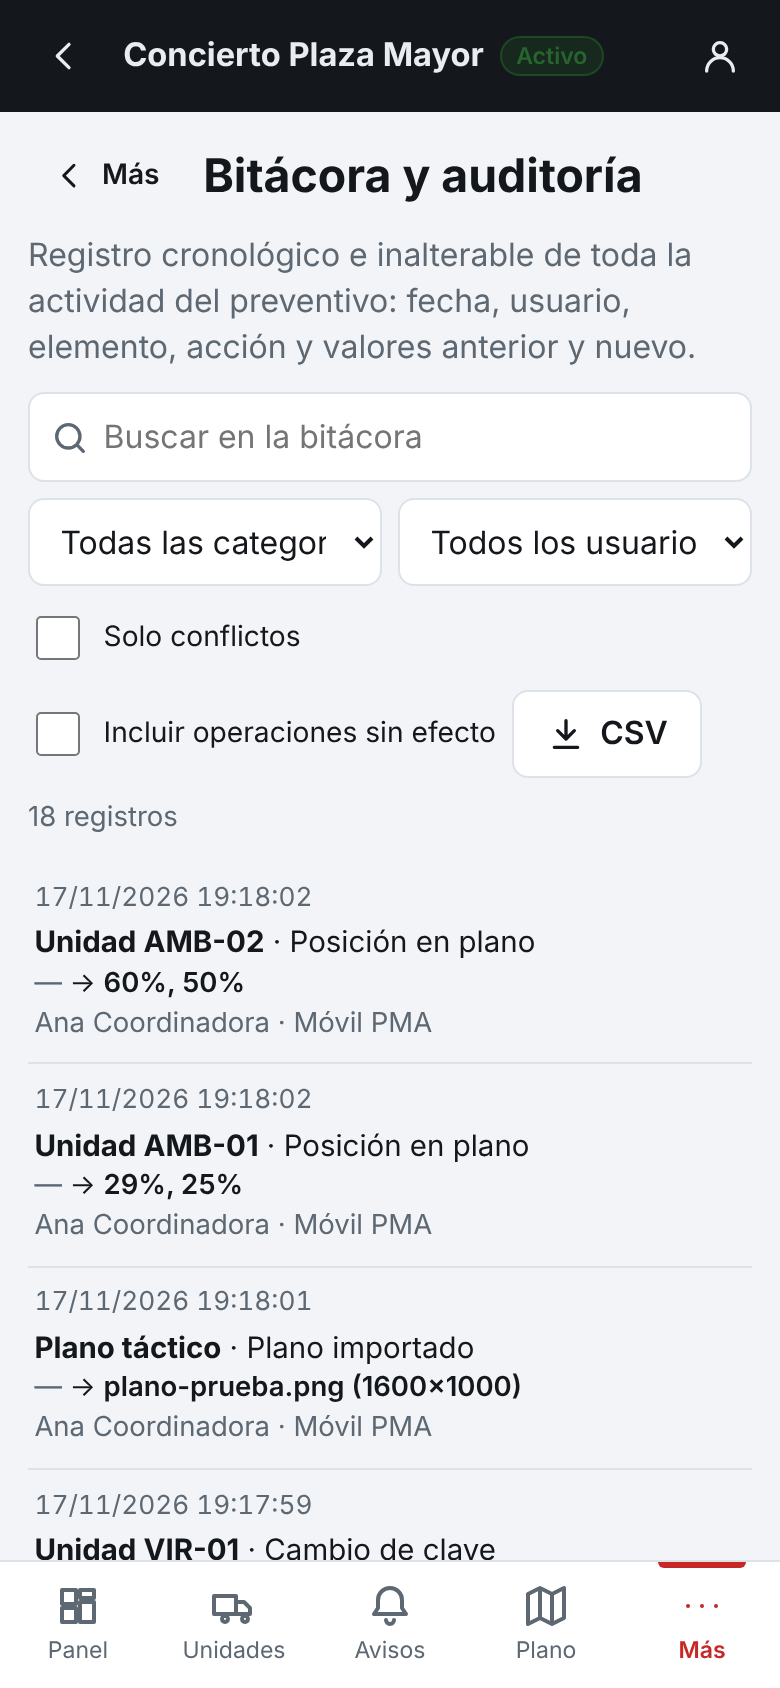 Concierto Plaza Mayor Activo
Más Bitácora y auditoría
Registro cronológico e inalterable de toda la
actividad del preventivo: fecha, usuario,
elemento, acción y valores anterior y nuevo.
Buscar en la bitácora
Todas las categor Todos los usuario
Solo conflictos
Incluir operaciones sin efecto CSV
18 registros
17/11/2026 19:18:02
Unidad AMB-02 · Posición en plano
— → 60%, 50%
Ana Coordinadora · Móvil PMA
17/11/2026 19:18:02
Unidad AMB-01 · Posición en plano
— → 29%, 25%
Ana Coordinadora · Móvil PMA
17/11/2026 19:18:01
Plano táctico · Plano importado
— → plano-prueba.png (1600×1000)
Ana Coordinadora · Móvil PMA
17/11/2026 19:17:59
Unidad VIR-01 · Cambio de clave
Panel Unidades Avisos Plano Más